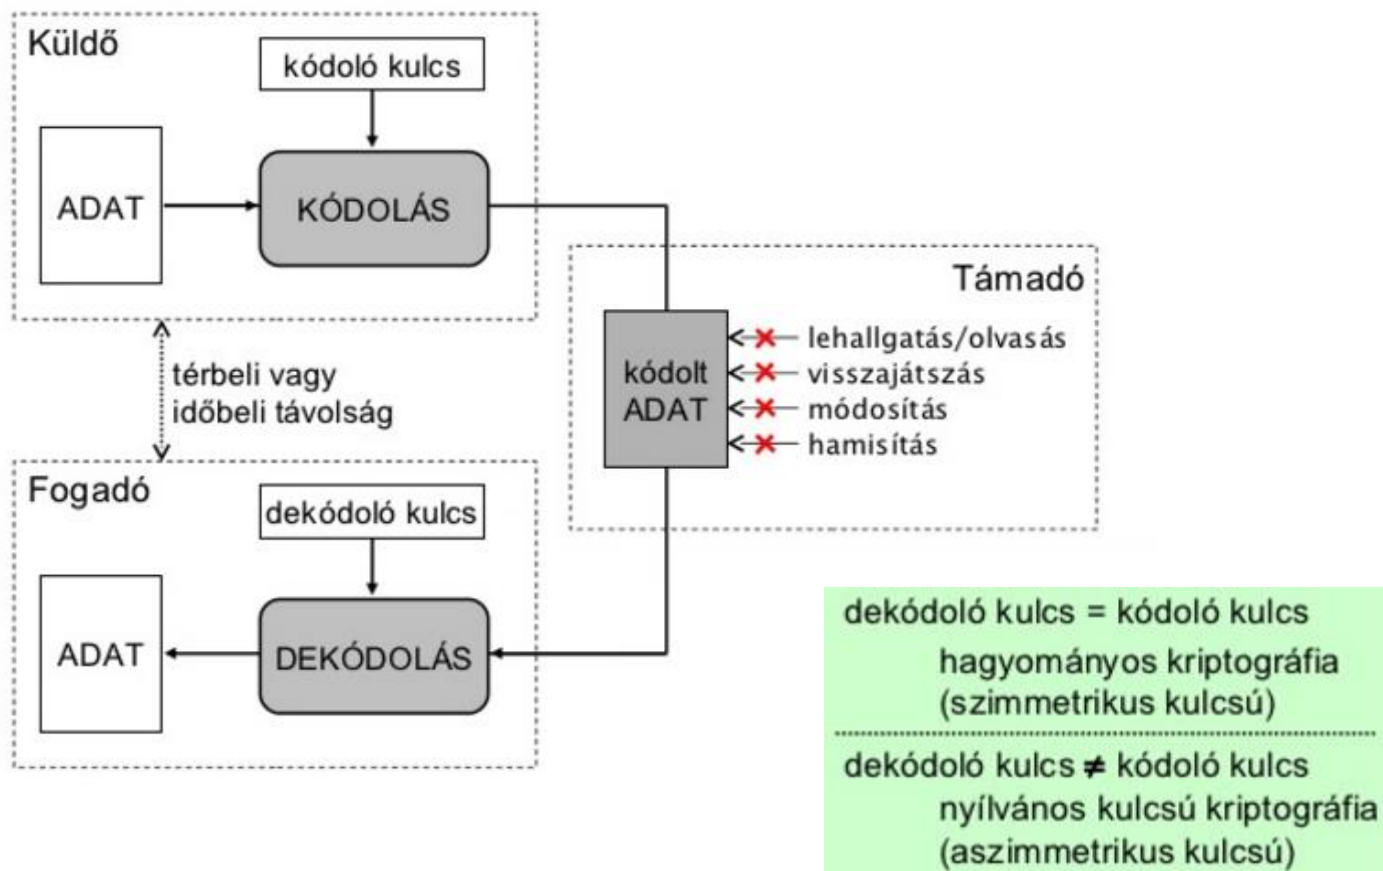 Küldő
kódoló kulcs
ADAT
KÓDOLÁS
Támadó
kódolt
ADAT
lehallgatás/olvasás
visszajátszás
módosítás
hamisítás
térbeli vagy
időbeli távolság
Fogadó
dekódoló kulcs
ADAT
DEKÓDOLÁS
dekódoló kulcs = kódoló kulcs
hagyományos kriptográfia
(szimmetrikus kulcsú)
dekódoló kulcs ≠ kódoló kulcs
nyílvános kulcsú kriptográfia
(aszimmetrikus kulcsú)